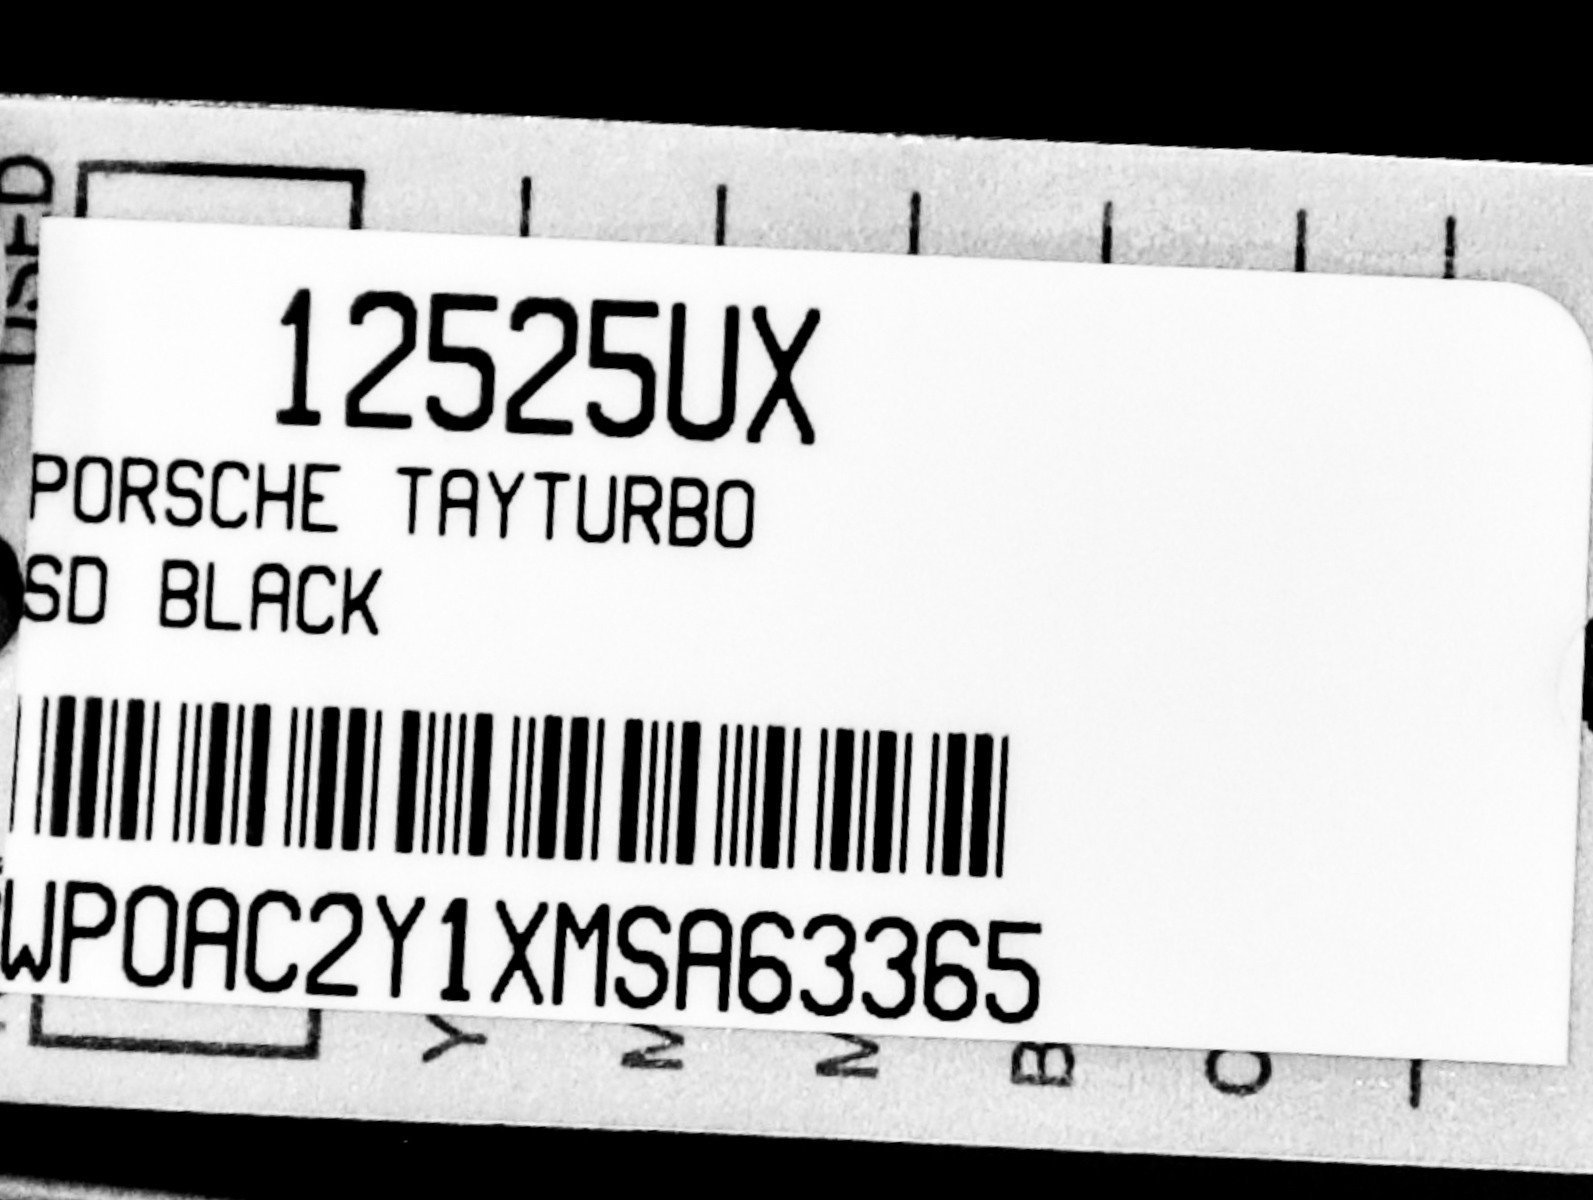 USED
12525UX
PORSCHE TAYTURBO
SD BLACK
WP0AC2Y1XMSA63365
Y M M B C